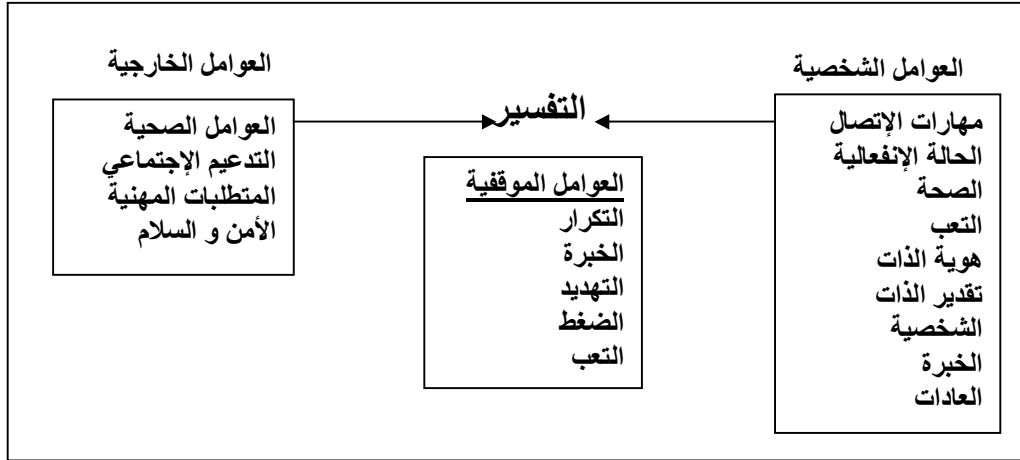 العوامل الشخصية
مهارات الإتصال
الحالة الإنفعالية
الصحة
التعب
هوية الذات
تقدير الذات
الشخصية
الخبرة
العادات
التفسير
العوامل الموقفية
التكرار
الخبرة
التهديد
الضغط
التعب
العوامل الخارجية
العوامل الصحية
التدعيم الإجتماعي
المتطلبات المهنية
الأمن و السلام